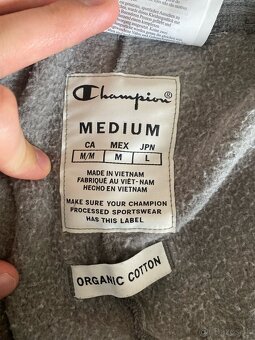 Champion
MEDIUM
CA MEX JPN
M/M M L
MADE IN VIETNAM
FABRIQUÉ AU VIÊT-NAM
HECHO EN VIETNAM
MAKE SURE YOUR CHAMPION
PROCESSED SPORTSWEAR
HAS THIS LABEL
ORGANIC COTTON